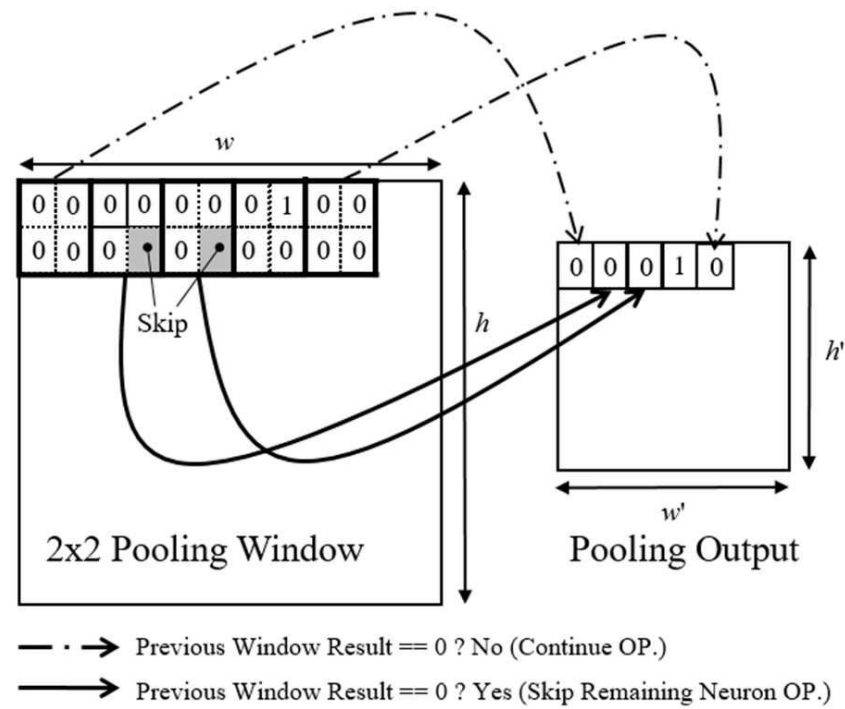 w
0 0 0 0 0 0 0 1 0 0
0 0 0 0 0 0 0 0
Skip
h
0 0 0 1 0
h'
w'
2x2 Pooling Window
Pooling Output
Previous Window Result == 0 ? No (Continue OP.)
Previous Window Result == 0 ? Yes (Skip Remaining Neuron OP.)